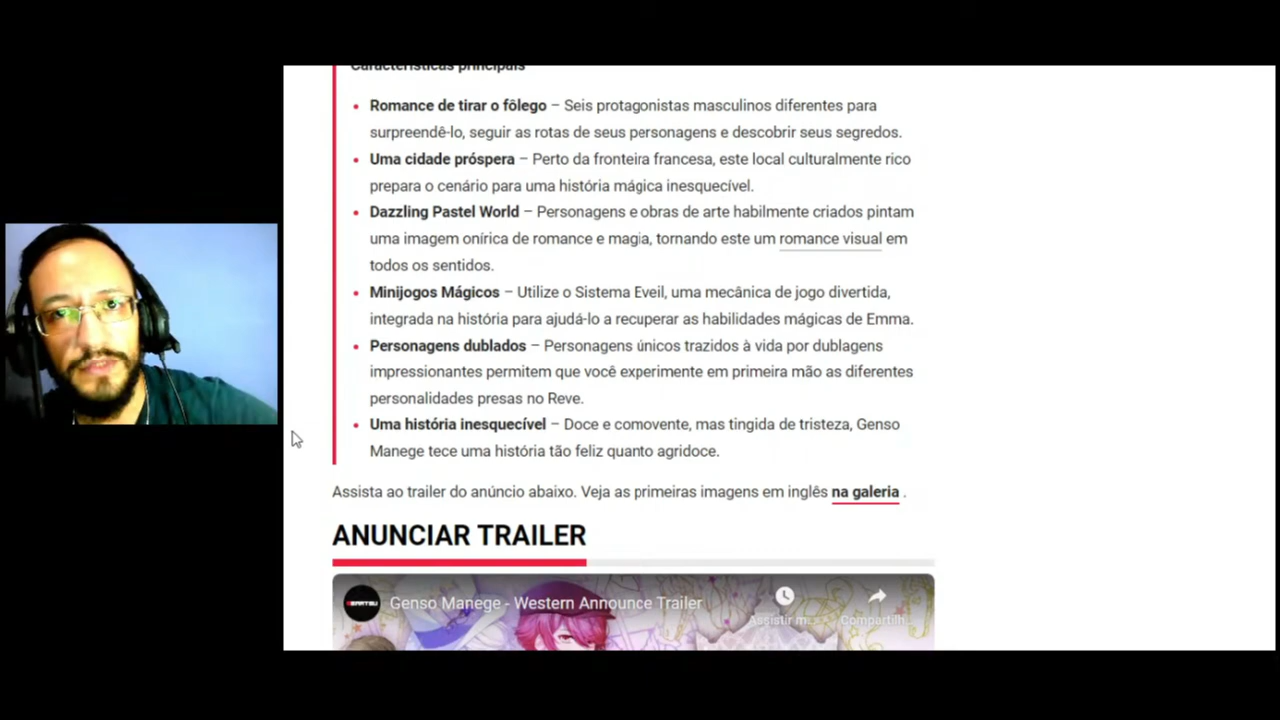 Características principais
Romance de tirar o fôlego – Seis protagonistas masculinos diferentes para
surpreendê-lo, seguir as rotas de seus personagens e descobrir seus segredos.
Uma cidade próspera – Perto da fronteira francesa, este local culturalmente rico
prepara o cenário para uma história mágica inesquecível.
Dazzling Pastel World – Personagens e obras de arte habilmente criados pintam
uma imagem onírica de romance e magia, tornando este um romance visual em
todos os sentidos.
Minijogos Mágicos – Utilize o Sistema Eveil, uma mecânica de jogo divertida,
integrada na história para ajudá-lo a recuperar as habilidades mágicas de Emma.
Personagens dublados – Personagens únicos trazidos à vida por dublagens
impressionantes permitem que você experimente em primeira mão as diferentes
personalidades presas no Reve.
Uma história inesquecível – Doce e comovente, mas tingida de tristeza, Genso
Manege tece uma história tão feliz quanto agridoce.
Assista ao trailer do anúncio abaixo. Veja as primeiras imagens em inglês na galeria .
ANUNCIAR TRAILER
Genso Manege - Western Announce Trailer
Assistir m... Compartilh...